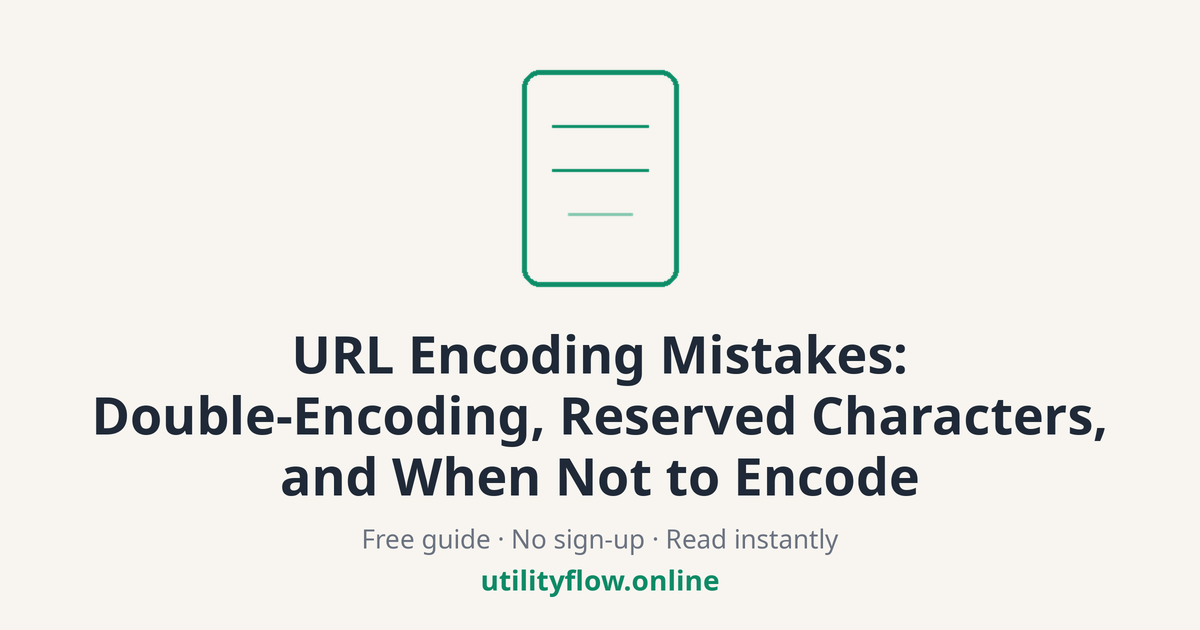 URL Encoding Mistakes:
Double-Encoding, Reserved Characters,
and When Not to Encode
Free guide · No sign-up · Read instantly
utilityflow.online